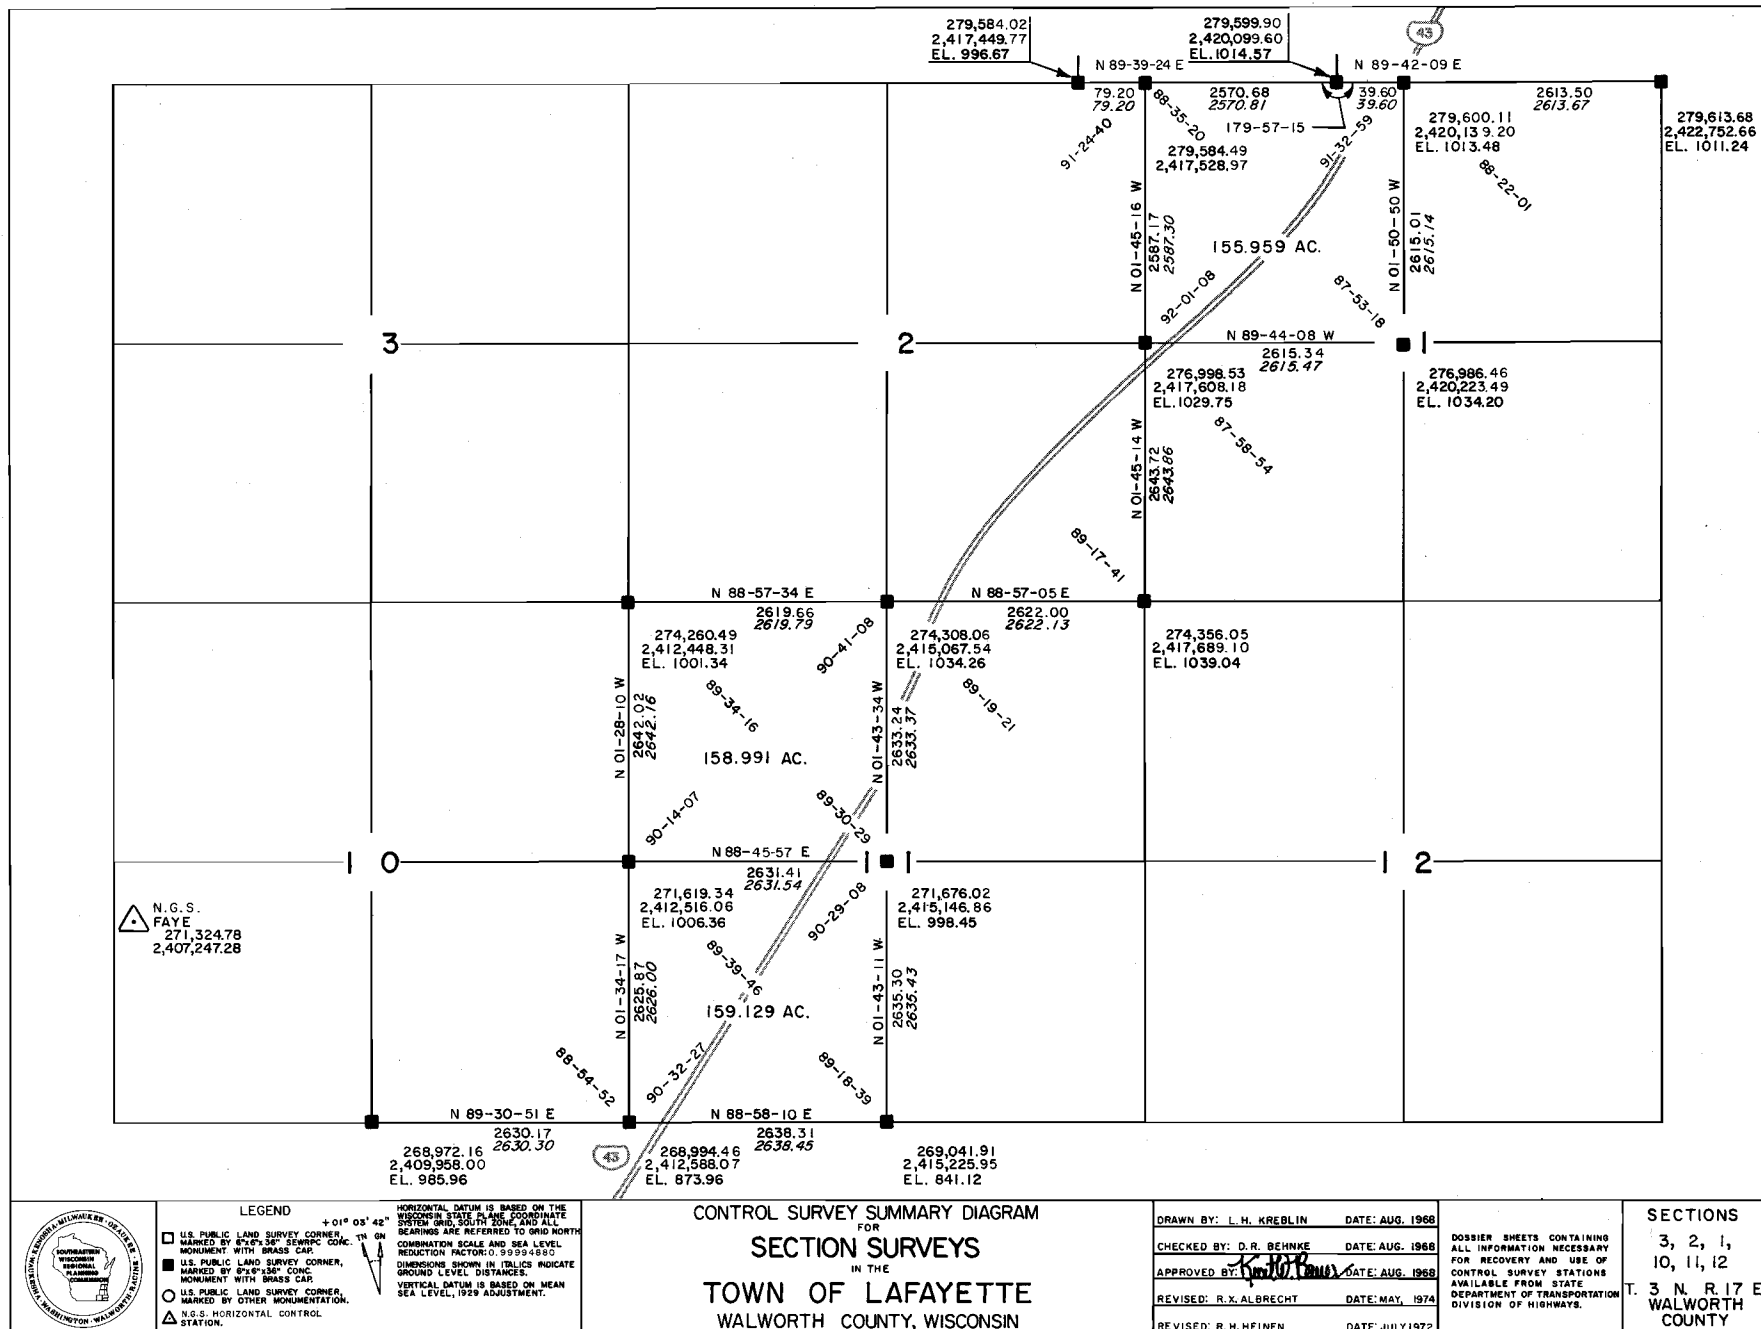 279,584.02
2,417,449.77
EL. 996.67
279,599.90
2,420,099.60
EL. 1014.57
43
N 89-39-24 E
N 89-42-09 E
79.20
79.20
2570.68
2570.81
39.60
39.60
2613.50
2613.67
91-24-40
88-35-20
179-57-15
91-32-59
279,584.49
2,417,528.97
279,600.11
2,420,139.20
EL. 1013.48
279,613.68
2,422,752.66
EL. 1011.24
88-22-01
N 01-45-16 W
2587.17
2587.30
155.959 AC.
N 01-50-50 W
2615.01
2615.14
92-01-08
87-53-18
3
2
N 89-44-08 W
2615.34
2615.47
1
276,998.53
2,417,608.18
EL. 1029.75
276,986.46
2,420,223.49
EL. 1034.20
N 01-45-14 W
2643.72
2643.86
87-58-54
89-17-41
N 88-57-34 E
2619.66
2619.79
N 88-57-05 E
2622.00
2622.13
274,260.49
2,412,448.31
EL. 1001.34
90-41-08
274,308.06
2,415,067.54
EL. 1034.26
274,356.05
2,417,689.10
EL. 1039.04
N 01-28-10 W
2642.02
2642.16
89-34-16
N 01-43-34 W
2633.24
2633.37
89-19-21
158.991 AC.
90-14-07
89-30-29
10
N 88-45-57 E
2631.41
2631.54
11
12
N.G.S.
FAYE
271,324.78
2,407,247.28
271,619.34
2,412,516.06
EL. 1006.36
90-29-08
271,676.02
2,415,146.86
EL. 998.45
N 01-34-17 W
2625.87
2626.00
89-39-46
N 01-43-11 W
2635.30
2635.43
159.129 AC.
88-54-52
90-32-27
89-18-39
N 89-30-51 E
2630.17
2630.30
N 88-58-10 E
2638.31
2638.45
268,972.16
2,409,958.00
EL. 985.96
43
268,994.46
2,412,588.07
EL. 873.96
269,041.91
2,415,225.95
EL. 841.12
KENOSHA · MILWAUKEE · OZAUKEE · RACINE · WALWORTH · WASHINGTON · WAUKESHA
SOUTHEASTERN
WISCONSIN
REGIONAL
PLANNING
COMMISSION
LEGEND
U.S. PUBLIC LAND SURVEY CORNER,
MARKED BY 6"x6"x36" SEWRPC CONC.
MONUMENT WITH BRASS CAP.
U.S. PUBLIC LAND SURVEY CORNER,
MARKED BY 6"x6"x36" CONC.
MONUMENT WITH BRASS CAP.
U.S. PUBLIC LAND SURVEY CORNER,
MARKED BY OTHER MONUMENTATION.
N.G.S. HORIZONTAL CONTROL
STATION.
+01° 03' 42"
TN GN
HORIZONTAL DATUM IS BASED ON THE
WISCONSIN STATE PLANE COORDINATE
SYSTEM GRID, SOUTH ZONE, AND ALL
BEARINGS ARE REFERRED TO GRID NORTH
COMBINATION SCALE AND SEA LEVEL
REDUCTION FACTOR: 0.99994880
DIMENSIONS SHOWN IN ITALICS INDICATE
GROUND LEVEL DISTANCES.
VERTICAL DATUM IS BASED ON MEAN
SEA LEVEL, 1929 ADJUSTMENT.
CONTROL SURVEY SUMMARY DIAGRAM
FOR
SECTION SURVEYS
IN THE
TOWN OF LAFAYETTE
WALWORTH COUNTY, WISCONSIN
DRAWN BY: L.H. KREBLIN DATE: AUG. 1968
CHECKED BY: D.R. BEHNKE DATE: AUG. 1968
APPROVED BY: DATE: AUG. 1968
REVISED: R.X. ALBRECHT DATE: MAY, 1974
REVISED: R.H. HEINEN DATE: JULY 1972
DOSSIER SHEETS CONTAINING
ALL INFORMATION NECESSARY
FOR RECOVERY AND USE OF
CONTROL SURVEY STATIONS
AVAILABLE FROM STATE
DEPARTMENT OF TRANSPORTATION
DIVISION OF HIGHWAYS.
SECTIONS
3, 2, 1,
10, 11, 12
T. 3 N. R. 17 E
WALWORTH
COUNTY